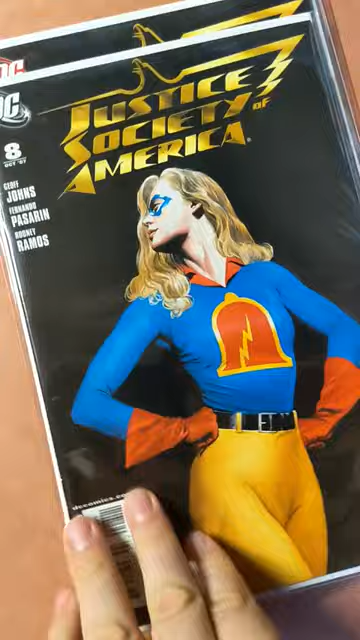 DC
JUSTICE
SOCIETY OF
AMERICA
8
OCT '07
GEOFF
JOHNS
FERNANDO
PASARIN
RODNEY
RAMOS